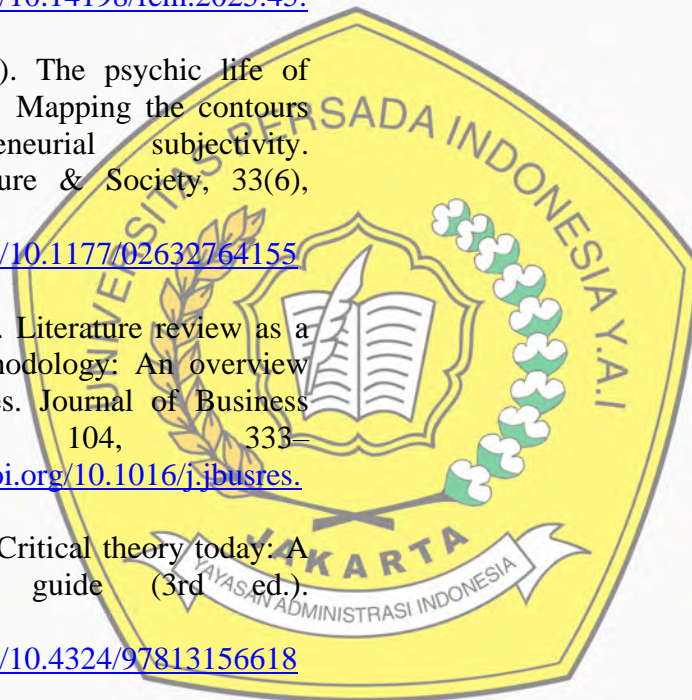 /10.14198/fem.2023.43.
). The psychic life of
Mapping the contours
eneurial subjectivity.
ure & Society, 33(6),
/10.1177/02632764155
. Literature review as a
hodology: An overview
es. Journal of Business
104, 333–
oi.org/10.1016/j.jbusres.
Critical theory today: A
guide (3rd ed.).
/10.4324/97813156618
UNIVERSITAS PERSADA INDONESIA Y.A.I
JAKARTA
YAYASAN ADMINISTRASI INDONESIA